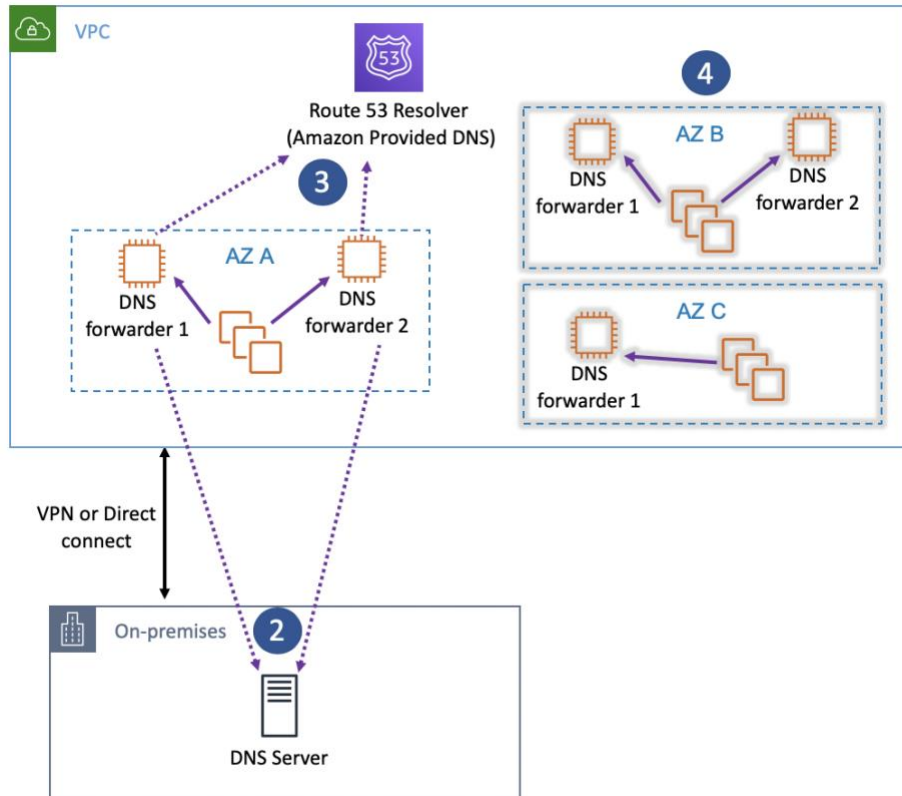 VPC
53
Route 53 Resolver
(Amazon Provided DNS)
3
4
AZ A
DNS
forwarder 1
DNS
forwarder 2
AZ B
DNS
forwarder 1
DNS
forwarder 2
AZ C
DNS
forwarder 1
VPN or Direct
connect
On-premises
2
DNS Server